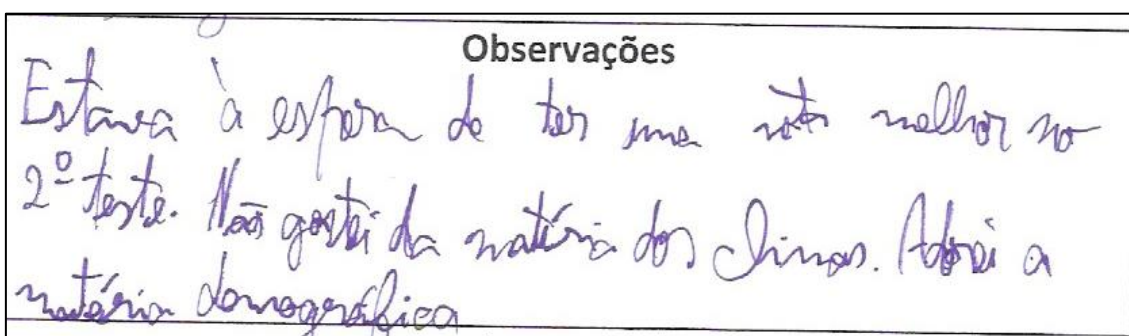 Observações
Estava à espera de ter uma nota melhor no
2º teste. Não gostei da matéria dos climas. Adorei a
matéria demográfica